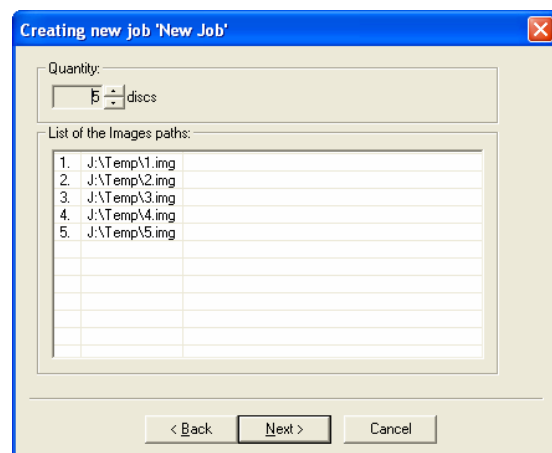 Creating new job 'New Job'
Quantity:
5 discs
List of the Images paths:
1. J:\Temp\1.img
2. J:\Temp\2.img
3. J:\Temp\3.img
4. J:\Temp\4.img
5. J:\Temp\5.img
< Back Next > Cancel